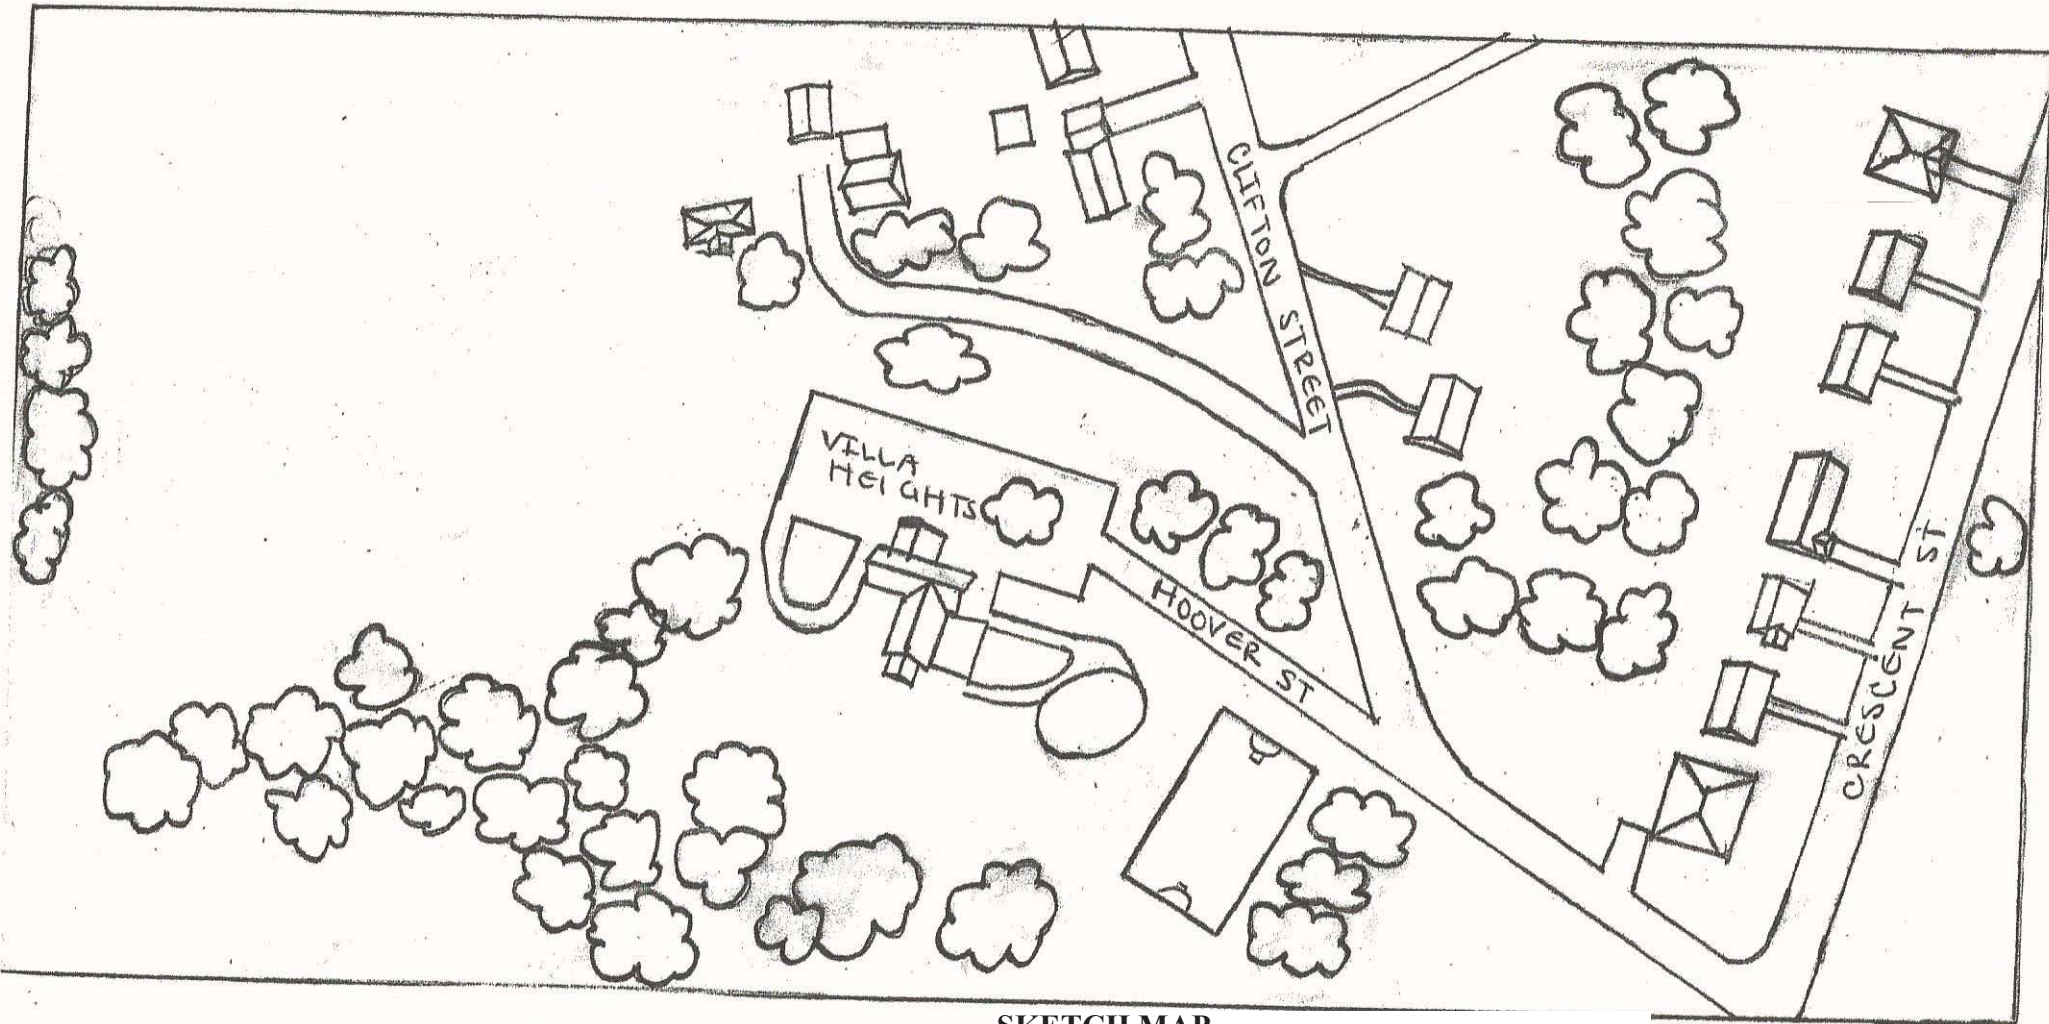 CLIFTON STREET
VILLA
HEIGHTS
HOOVER ST
CRESCENT ST
SKETCH MAP